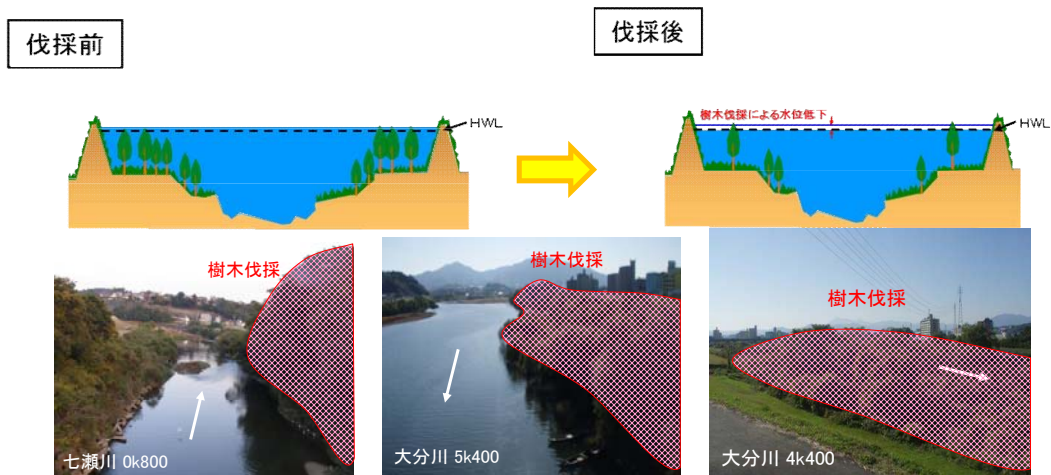 伐採前
伐採後
HWL
樹木伐採による水位低下
HWL
樹木伐採
樹木伐採
樹木伐採
七瀬川 0k800
大分川 5k400
大分川 4k400